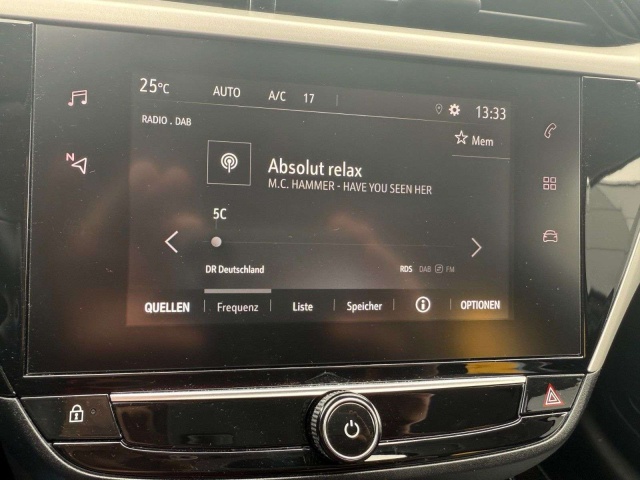 25°C AUTO A/C 17 13:33
RADIO . DAB
Mem
Absolut relax
M.C. HAMMER - HAVE YOU SEEN HER
N
5C
DR Deutschland RDS DAB FM
QUELLEN Frequenz Liste Speicher OPTIONEN